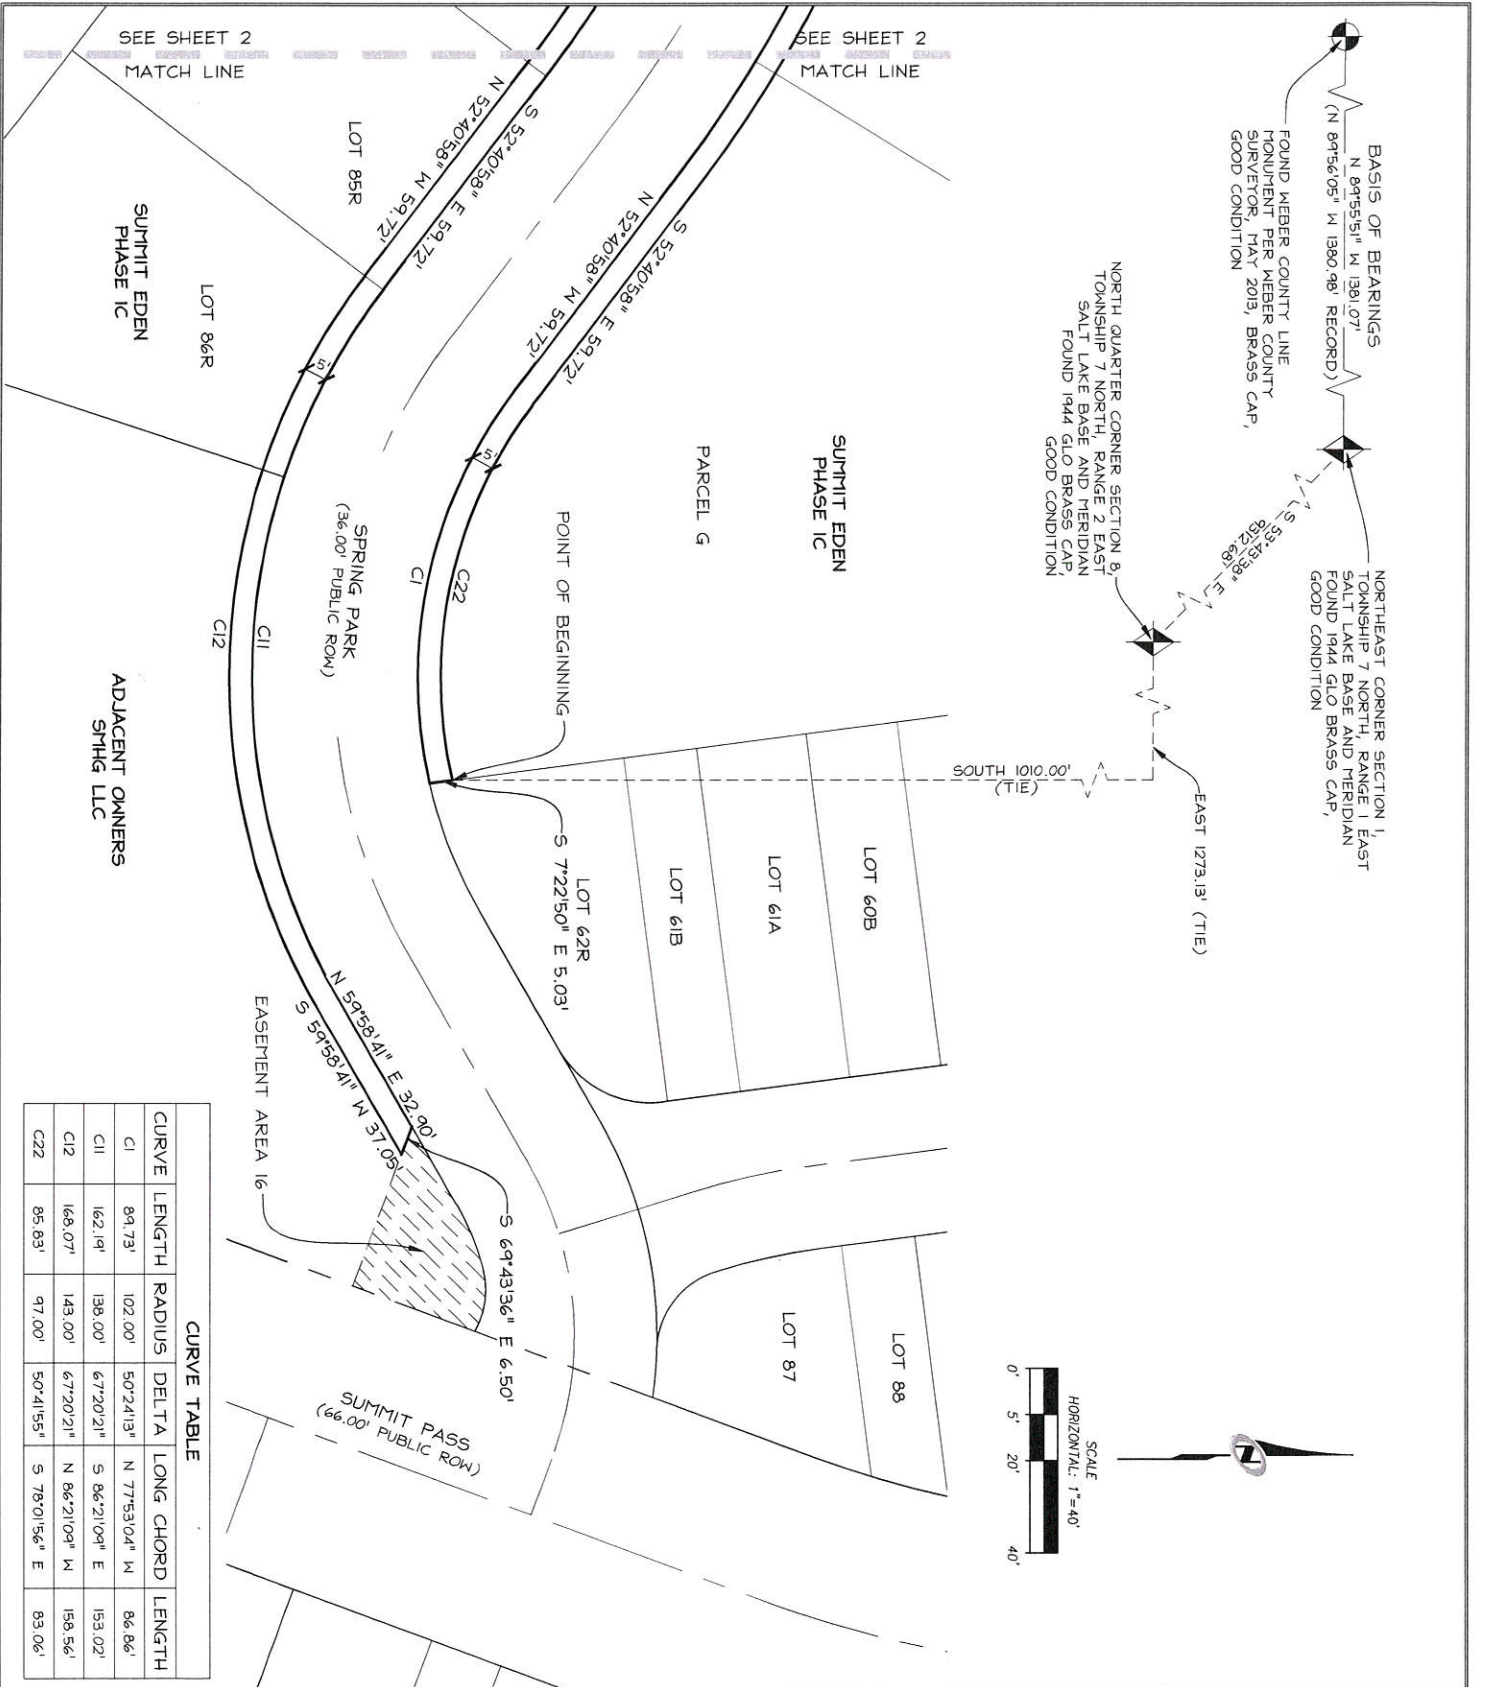 BASIS OF BEARINGS
N 89°55'51" W 1381.07'
(N 89°56'05" W 1380.98' RECORD)
FOUND WEBER COUNTY LINE
MONUMENT PER WEBER COUNTY
SURVEYOR, MAY 2013, BRASS CAP,
GOOD CONDITION
NORTHEAST CORNER SECTION 1,
TOWNSHIP 7 NORTH, RANGE 1 EAST
SALT LAKE BASE AND MERIDIAN
FOUND 1944 GLO BRASS CAP,
GOOD CONDITION
S 53°43'38" E
NORTH QUARTER CORNER SECTION 8,
TOWNSHIP 7 NORTH, RANGE 2 EAST
SALT LAKE BASE AND MERIDIAN
FOUND 1944 GLO BRASS CAP,
GOOD CONDITION
EAST 1273.13' (TIE)
SOUTH 1010.00'
(TIE)
SCALE
HORIZONTAL: 1"=40'
0' 5' 20' 40'
N
SEE SHEET 2
MATCH LINE
SUMMIT EDEN
PHASE 1C
PARCEL G
S 52°40'58" E 59.72'
N 52°40'58" W 59.72'
5'
C22
C1
POINT OF BEGINNING
LOT 60B
LOT 61A
LOT 61B
LOT 62R
S 7°22'50" E 5.03'
LOT 88
LOT 87
SEE SHEET 2
MATCH LINE
S 52°40'58" E 59.72'
N 52°40'58" W 59.72'
LOT 85R
LOT 86R
5'
SUMMIT EDEN
PHASE 1C
SPRING PARK
(36.00' PUBLIC ROW)
C11
C12
ADJACENT OWNERS
SMHG LLC
N 59°58'41" E 32.90'
S 59°58'41" W 37.05'
S 69°43'36" E 6.50'
EASEMENT AREA 16
SUMMIT PASS
(66.00' PUBLIC ROW)
CURVE TABLE
CURVE LENGTH RADIUS DELTA LONG CHORD LENGTH
C1 89.73' 102.00' 50°24'13" N 77°53'04" W 86.86'
C11 162.19' 138.00' 67°20'21" S 86°21'09" E 153.02'
C12 168.07' 143.00' 67°20'21" N 86°21'09" W 158.56'
C22 85.83' 97.00' 50°41'55" S 78°01'56" E 83.06'